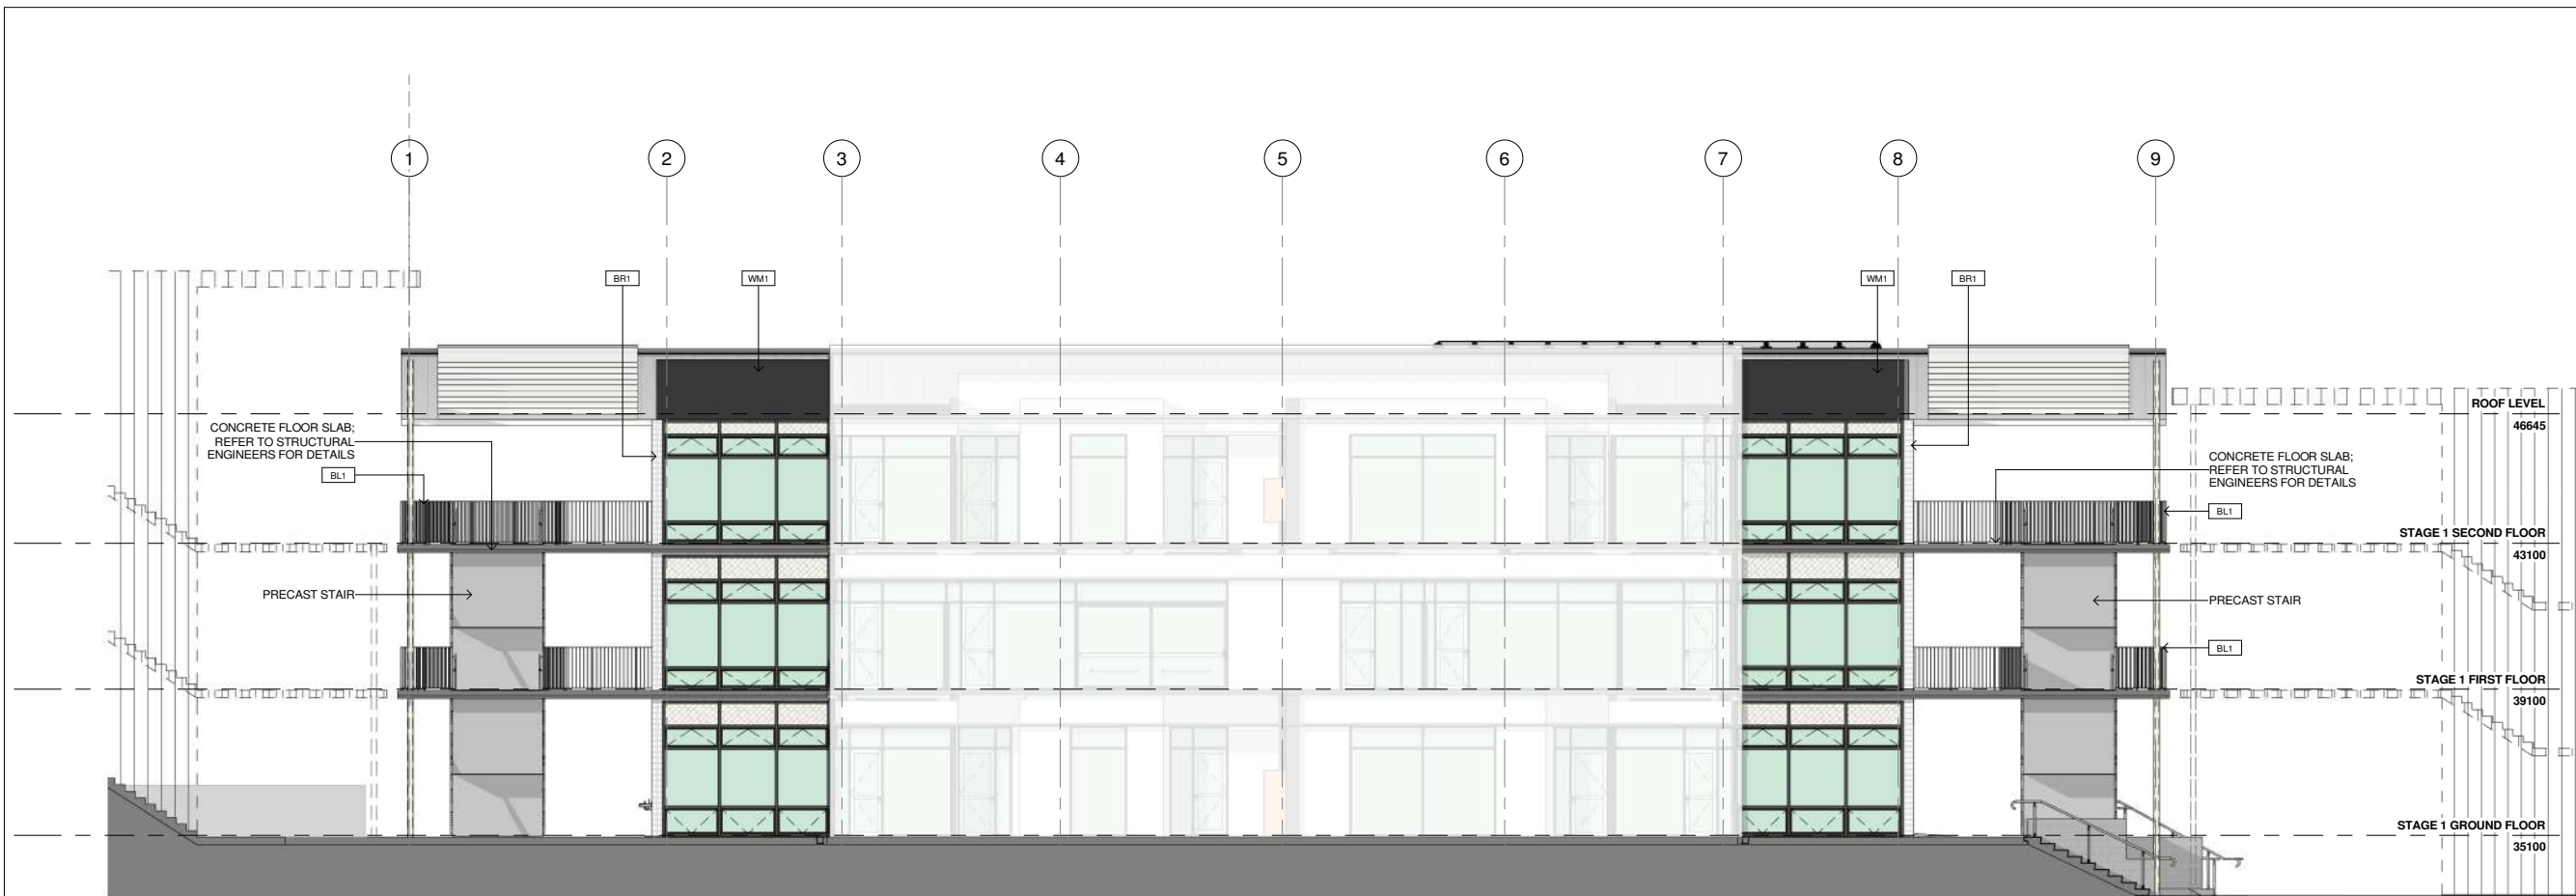 1
2
3
4
5
6
7
8
9
BR1
WM1
WM1
BR1
ROOF LEVEL
46645
CONCRETE FLOOR SLAB;
REFER TO STRUCTURAL
ENGINEERS FOR DETAILS
BL1
CONCRETE FLOOR SLAB;
REFER TO STRUCTURAL
ENGINEERS FOR DETAILS
BL1
STAGE 1 SECOND FLOOR
43100
PRECAST STAIR
PRECAST STAIR
BL1
STAGE 1 FIRST FLOOR
39100
STAGE 1 GROUND FLOOR
35100